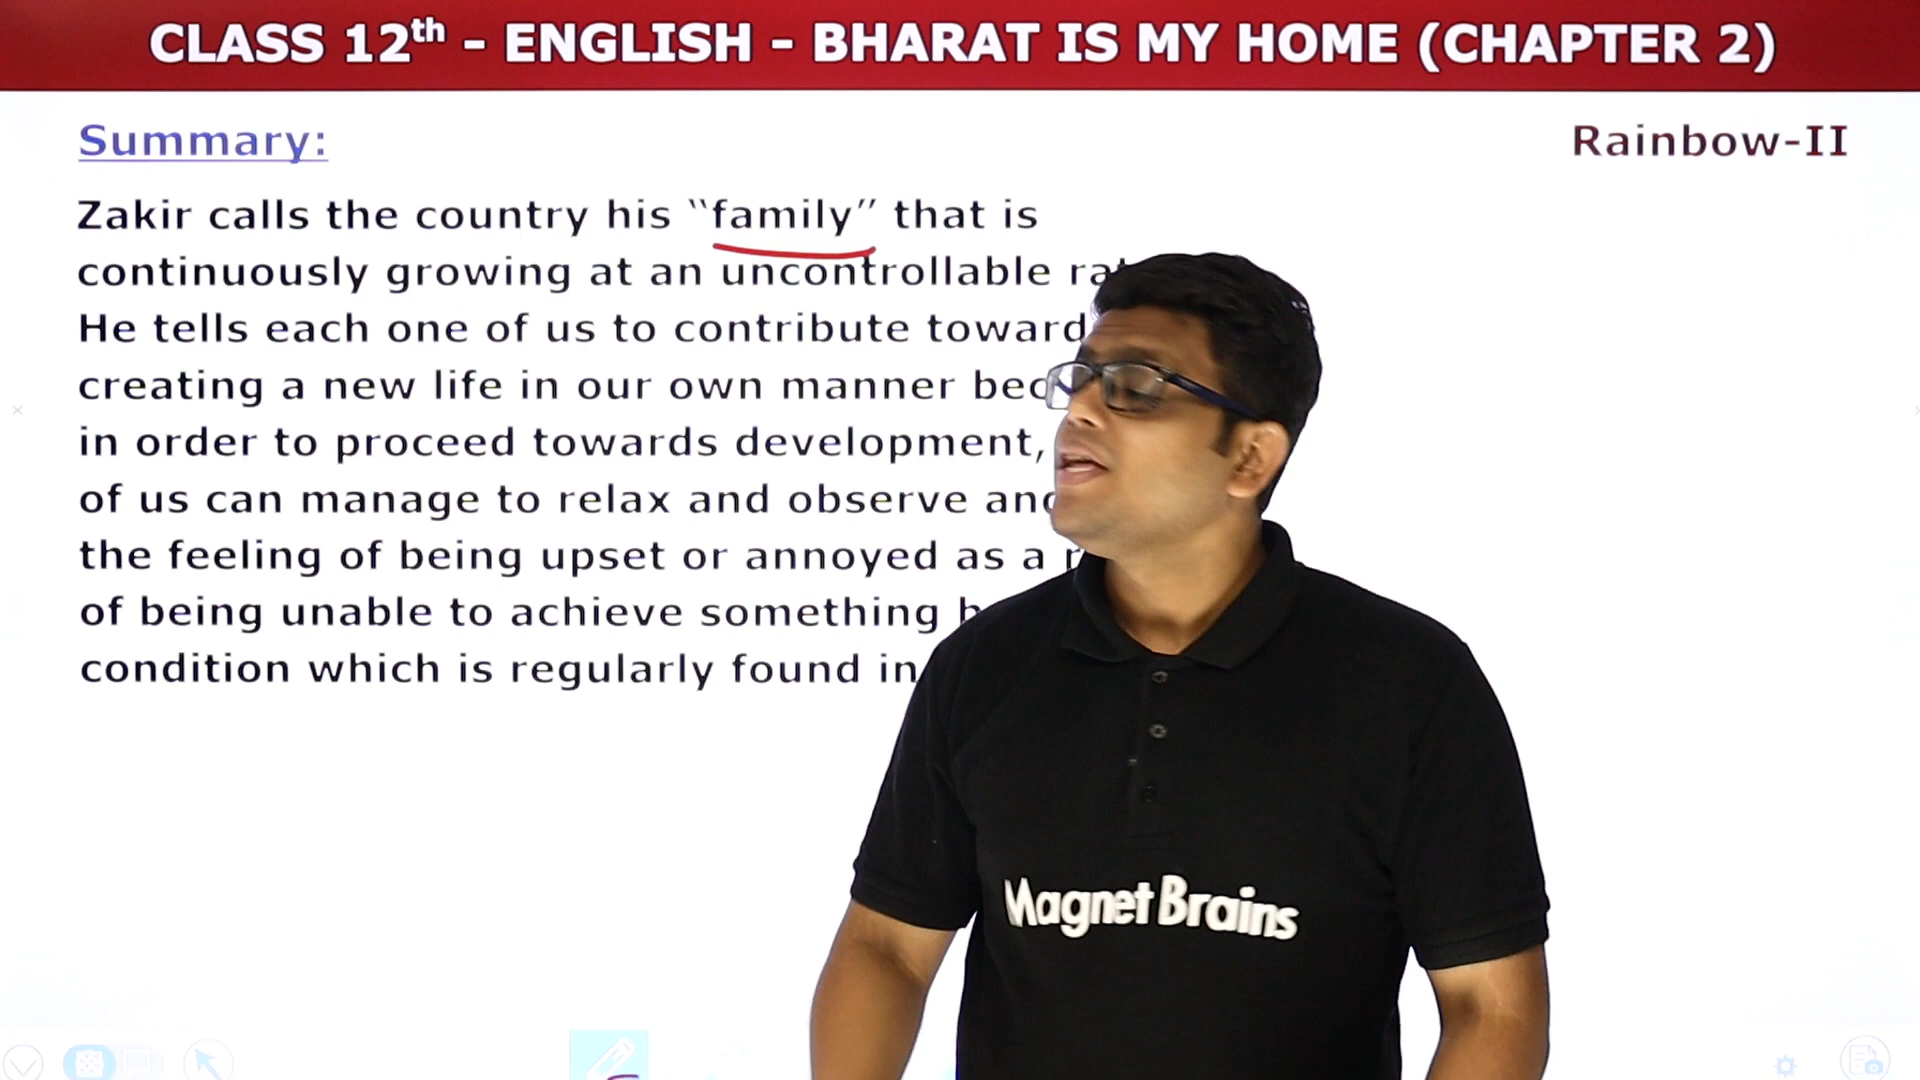 CLASS 12th - ENGLISH - BHARAT IS MY HOME (CHAPTER 2)
Summary:
Rainbow-II
Zakir calls the country his "family" that is
continuously growing at an uncontrollable
He tells each one of us to contribute
creating a new life in our own manner
in order to proceed towards development,
of us can manage to relax and observe
the feeling of being upset or annoyed as a
of being unable to achieve something
condition which is regularly found in
Magnet Brains